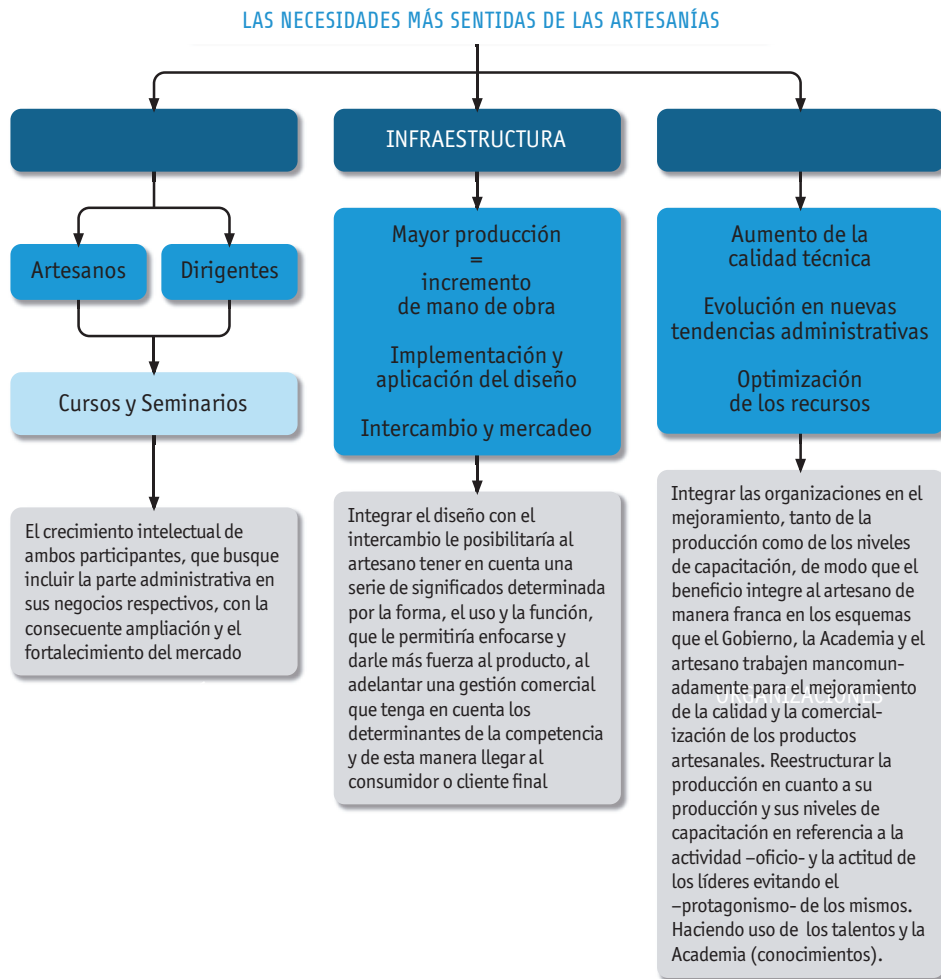 LAS NECESIDADES MÁS SENTIDAS DE LAS ARTESANÍAS
INFRAESTRUCTURA
Artesanos
Dirigentes
Cursos y Seminarios
El crecimiento intelectual de
ambos participantes, que busque
incluir la parte administrativa en
sus negocios respectivos, con la
consecuente ampliación y el
fortalecimiento del mercado
Mayor producción
=
incremento
de mano de obra
Implementación y
aplicación del diseño
Intercambio y mercadeo
Integrar el diseño con el
intercambio le posibilitaría al
artesano tener en cuenta una
serie de significados determinada
por la forma, el uso y la función,
que le permitiría enfocarse y
darle más fuerza al producto, al
adelantar una gestión comercial
que tenga en cuenta los
determinantes de la competencia
y de esta manera llegar al
consumidor o cliente final
Aumento de la
calidad técnica
Evolución en nuevas
tendencias administrativas
Optimización
de los recursos
Integrar las organizaciones en el
mejoramiento, tanto de la
producción como de los niveles
de capacitación, de modo que el
beneficio integre al artesano de
manera franca en los esquemas
que el Gobierno, la Academia y el
artesano trabajen mancomun-
adamente para el mejoramiento
ORGANIZACIONES
de la calidad y la comercial-
ización de los productos
artesanales. Reestructurar la
producción en cuanto a su
producción y sus niveles de
capacitación en referencia a la
actividad –oficio- y la actitud de
los líderes evitando el
–protagonismo- de los mismos.
Haciendo uso de los talentos y la
Academia (conocimientos).